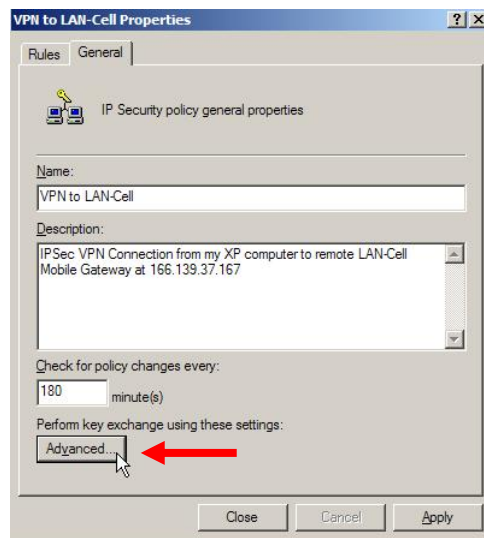 VPN to LAN-Cell Properties
Rules General
IP Security policy general properties
Name:
VPN to LAN-Cell
Description:
IPSec VPN Connection from my XP computer to remote LAN-Cell
Mobile Gateway at 166.139.37.167
Check for policy changes every:
180 minute(s)
Perform key exchange using these settings:
Advanced...
Close Cancel Apply